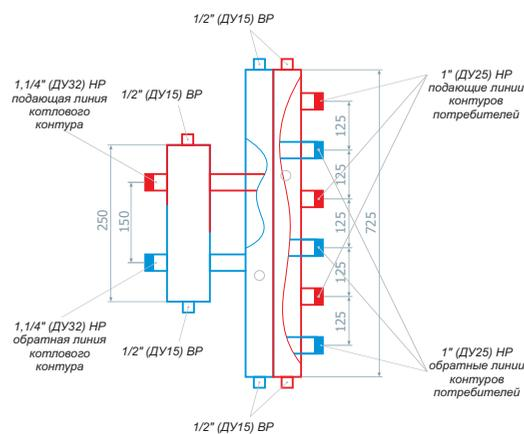 1/2" (ДУ15) ВР
1,1/4" (ДУ32) НР
подающая линия
котлового
контура
1/2" (ДУ15) ВР
1" (ДУ25) НР
подающие линии
контуров
потребителей
125
125
125
125
125
725
250
150
1,1/4" (ДУ32) НР
обратная линия
котлового
контура
1/2" (ДУ15) ВР
1" (ДУ25) НР
обратные линии
контуров
потребителей
1/2" (ДУ15) ВР